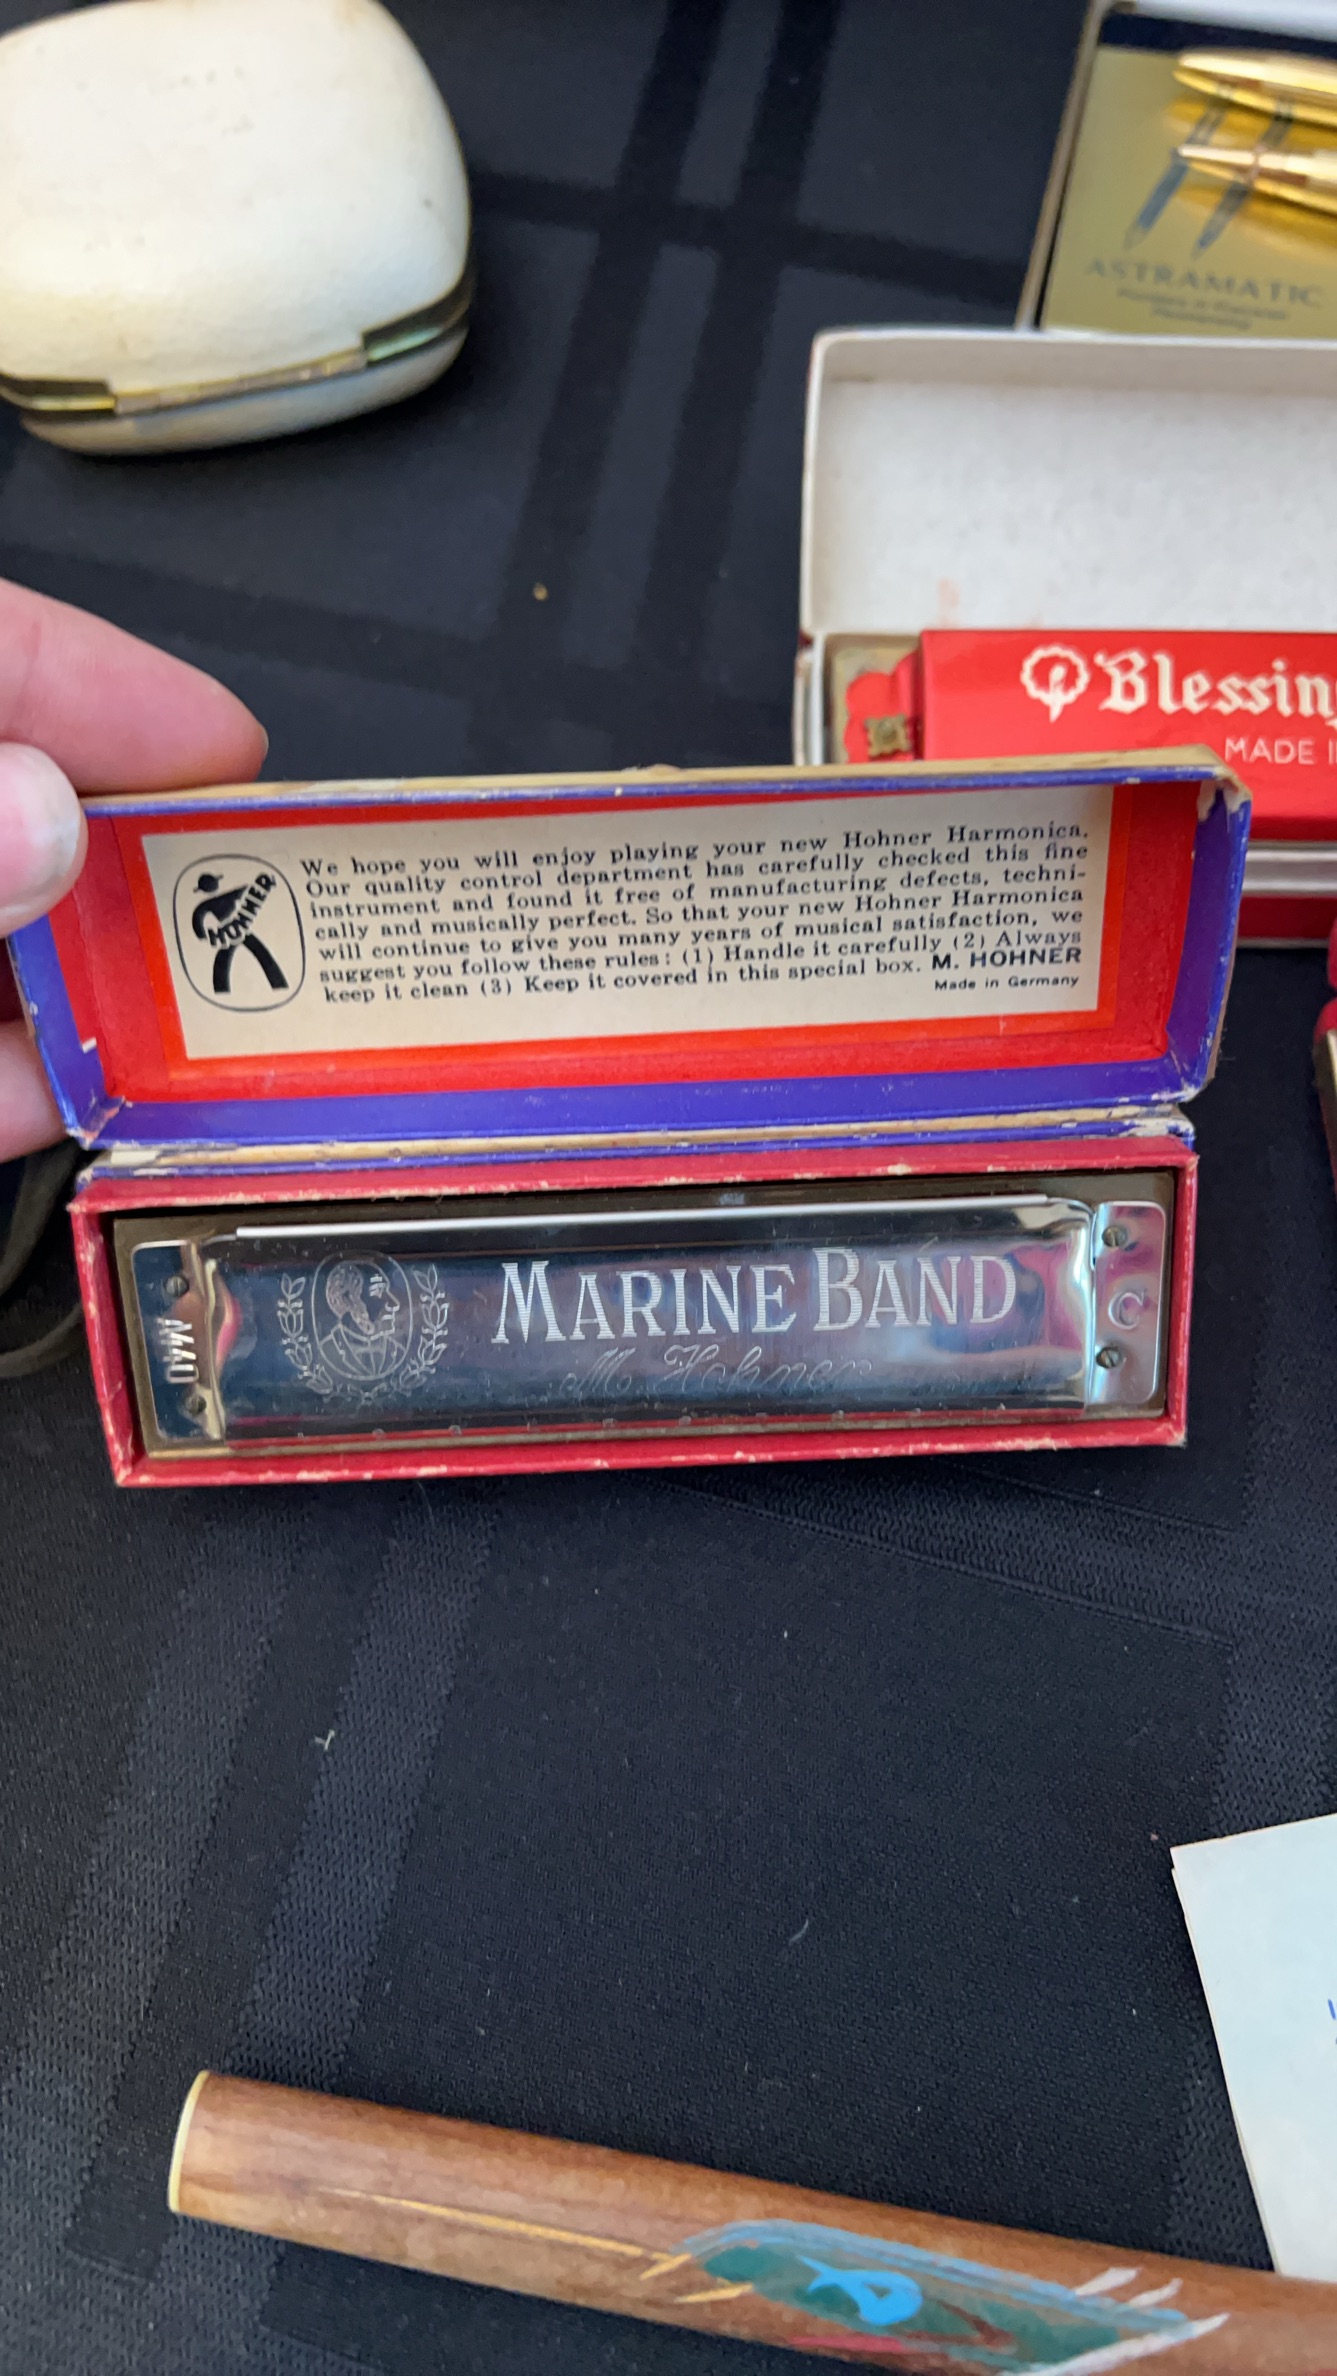 ASTRAMATIC
Blessin
MADE I
HOHNER
We hope you will enjoy playing your new Hohner Harmonica.
Our quality control department has carefully checked this fine
instrument and found it free of manufacturing defects, techni-
cally and musically perfect. So that your new Hohner Harmonica
will continue to give you many years of musical satisfaction, we
suggest you follow these rules: (1) Handle it carefully (2) Always
keep it clean (3) Keep it covered in this special box. M. HOHNER
Made in Germany
MARINE BAND
M. Hohner
C